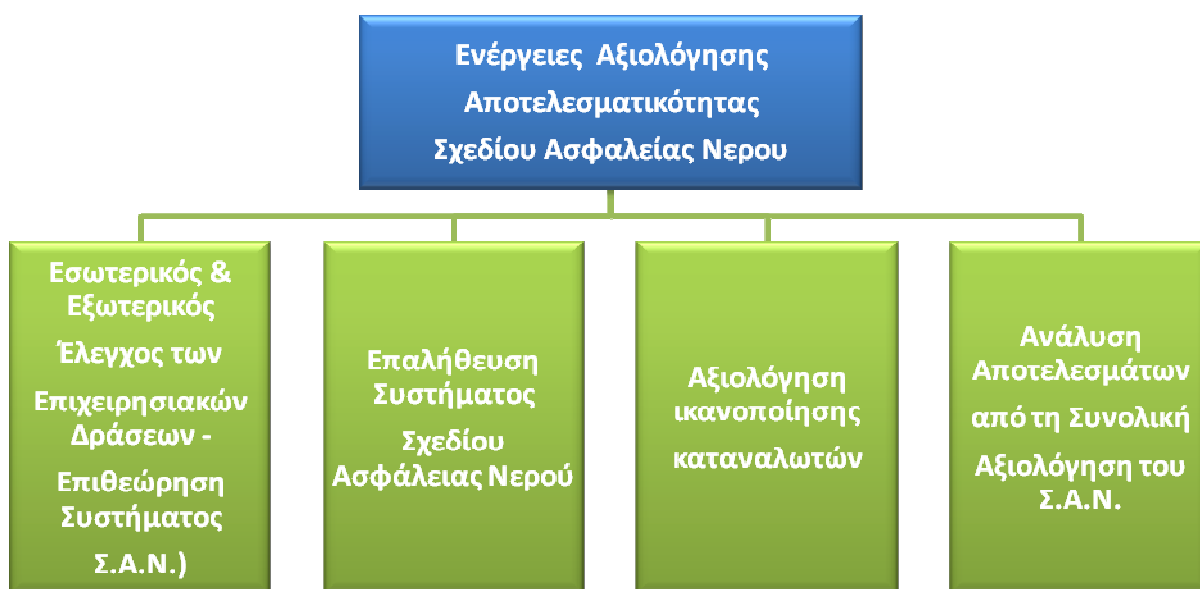 Ενέργειες Αξιολόγησης
Αποτελεσματικότητας
Σχεδίου Ασφαλείας Νερου
Εσωτερικός &
Εξωτερικός
Έλεγχος των
Επιχειρησιακών
Δράσεων -
Επιθεώρηση
Συστήματος
Σ.Α.Ν.)
Επαλήθευση
Συστήματος
Σχεδίου
Ασφάλειας Νερού
Αξιολόγηση
ικανοποίησης
καταναλωτών
Ανάλυση
Αποτελεσμάτων
από τη Συνολική
Αξιολόγηση του
Σ.Α.Ν.